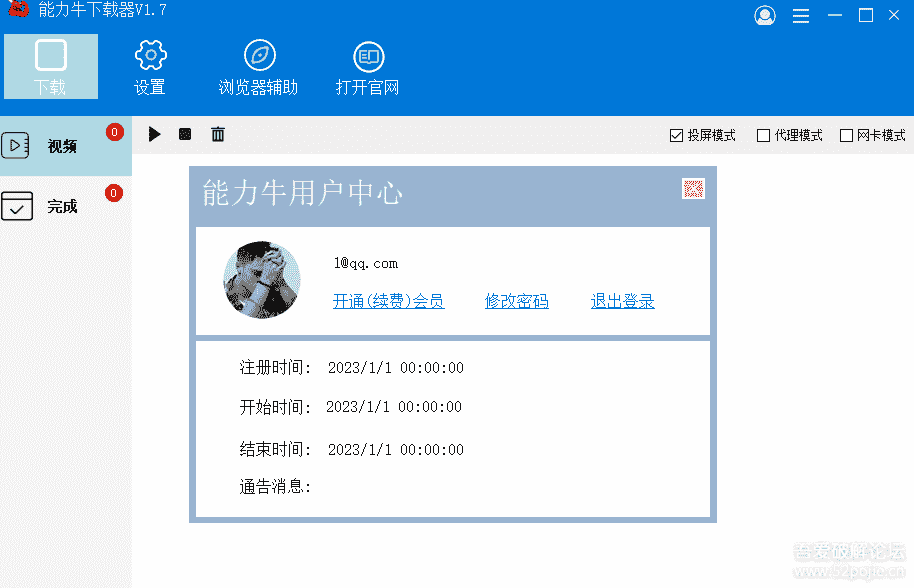 能力牛下载器V1.7
下载 设置 浏览器辅助 打开官网
视频 0
投屏模式 代理模式 网卡模式
完成 0
能力牛用户中心
1@qq.com
开通(续费)会员 修改密码 退出登录
注册时间: 2023/1/1 00:00:00
开始时间: 2023/1/1 00:00:00
结束时间: 2023/1/1 00:00:00
通告消息:
吾爱破解论坛
www.52pojie.cn